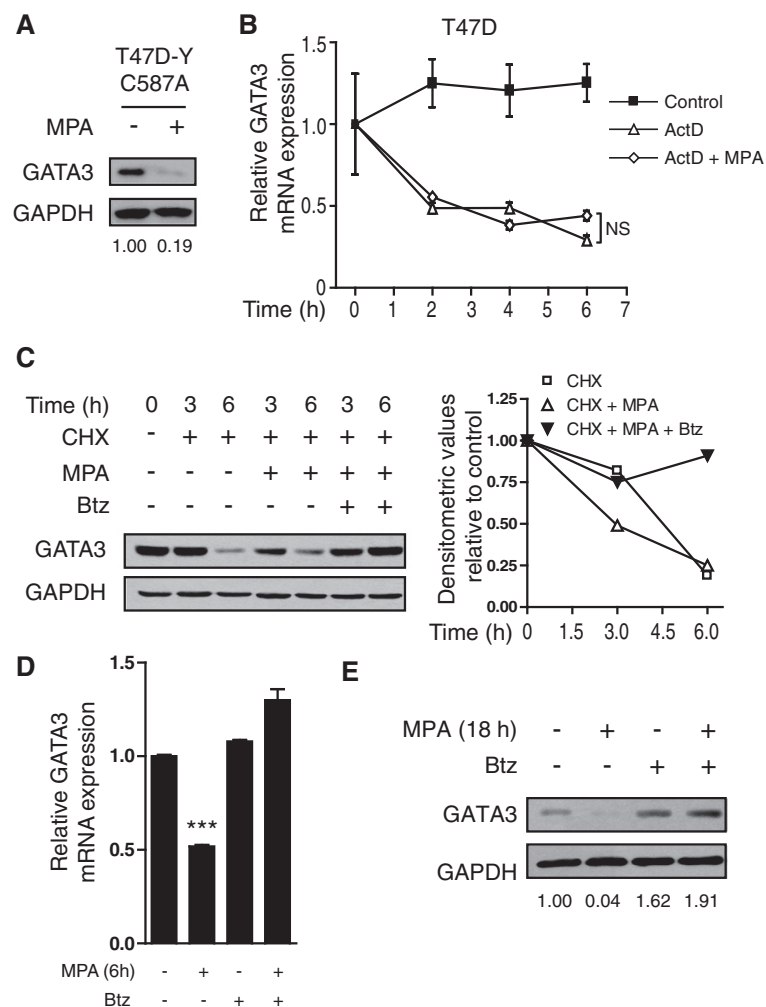 A
T47D-Y
C587A
MPA - +
GATA3
GAPDH
1.00 0.19
B
T47D
Relative GATA3
mRNA expression
1.5
1.0
0.5
0
Time (h) 0 1 2 3 4 5 6 7
Control
ActD
ActD + MPA
NS
C
Time (h) 0 3 6 3 6 3 6
CHX - + + + + + +
MPA - - - + + + +
Btz - - - - - + +
GATA3
GAPDH
CHX
CHX + MPA
CHX + MPA + Btz
Densitometric values
relative to control
1.25
1.00
0.75
0.50
0.25
0.00
Time (h) 0 1.5 3.0 4.5 6.0
D
Relative GATA3
mRNA expression
1.5
1.0
0.5
0.0
***
MPA (6h) - + - +
Btz - - + +
E
MPA (18 h) - + - +
Btz - - + +
GATA3
GAPDH
1.00 0.04 1.62 1.91